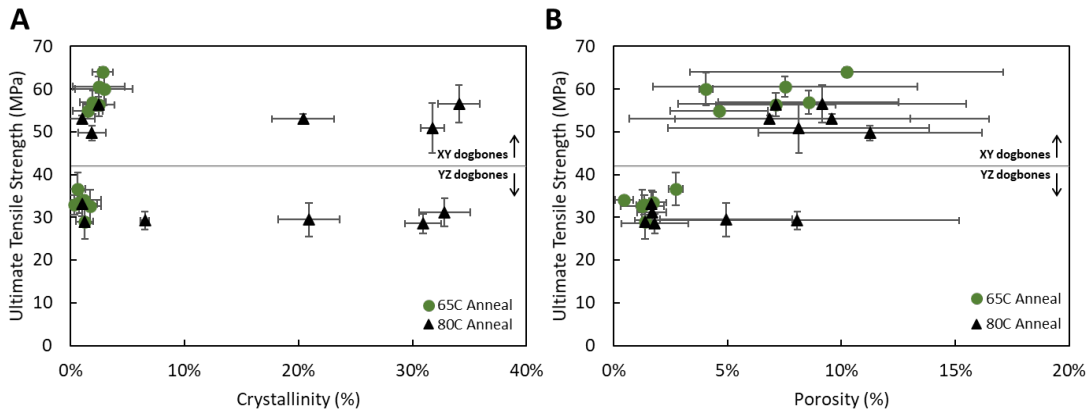 A
70
60
50
40
30
20
10
0
Ultimate Tensile Strength (MPa)
XY dogbones
YZ dogbones
65C Anneal
80C Anneal
0% 10% 20% 30% 40%
Crystallinity (%)
B
70
60
50
40
30
20
10
0
Ultimate Tensile Strength (MPa)
XY dogbones
YZ dogbones
65C Anneal
80C Anneal
0% 5% 10% 15% 20%
Porosity (%)